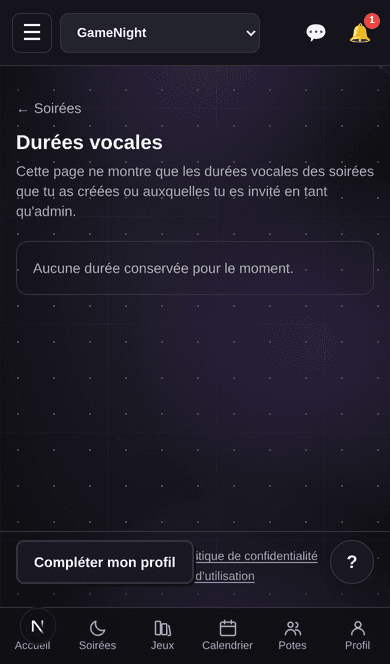 GameNight
1
← Soirées
Durées vocales
Cette page ne montre que les durées vocales des soirées
que tu as créées ou auxquelles tu es invité en tant
qu'admin.
Aucune durée conservée pour le moment.
Compléter mon profil
itique de confidentialité
d'utilisation
?
N
Accueil
Soirées
Jeux
Calendrier
Potes
Profil